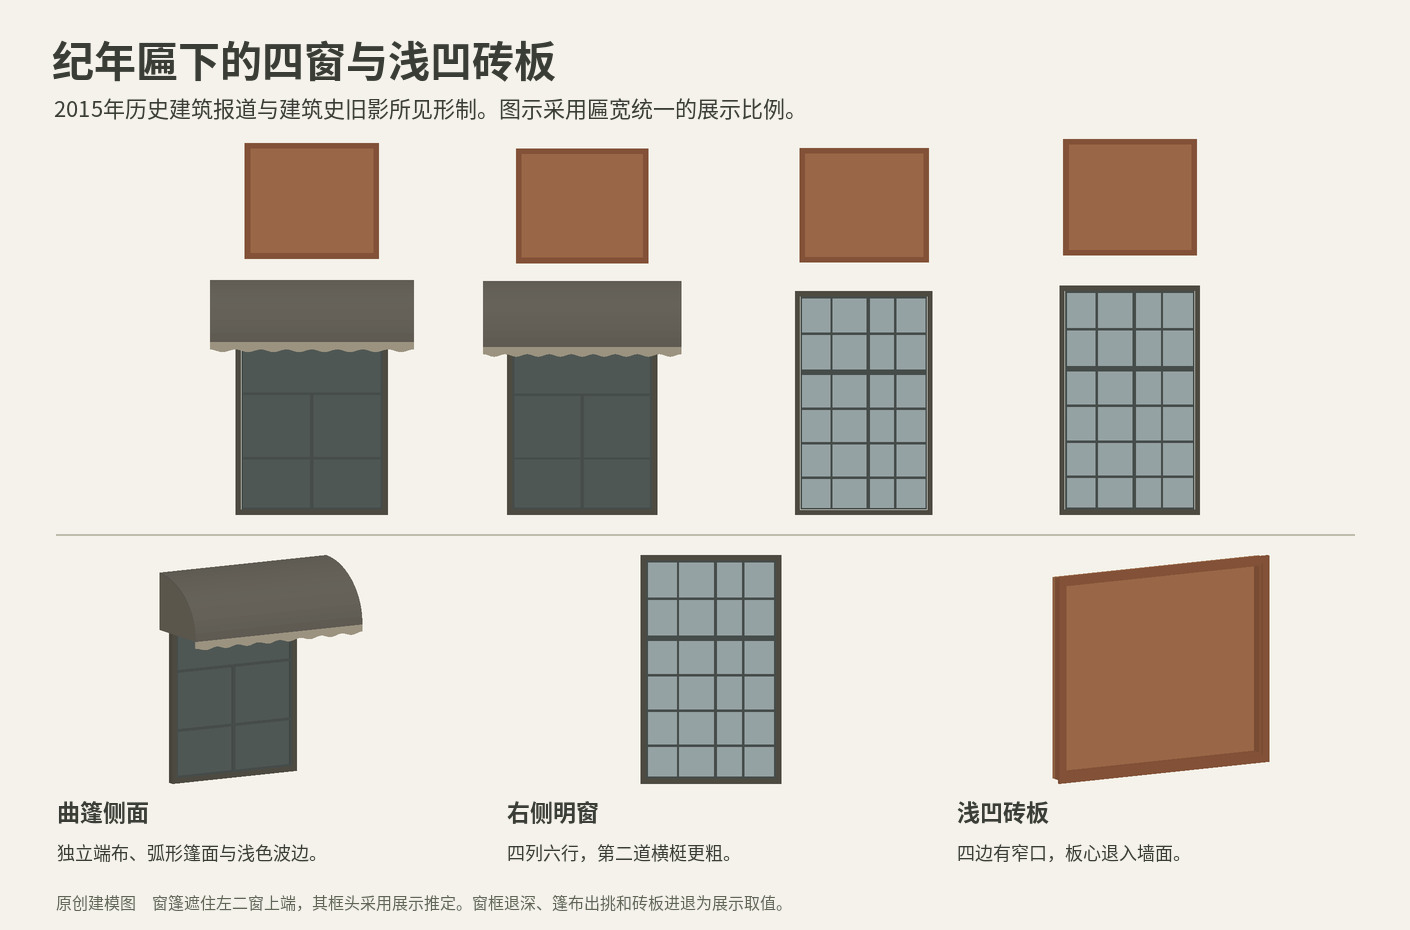 纪年匾下的四窗与浅凹砖板
2015年历史建筑报道与建筑史旧影所见形制。图示采用匾宽统一的展示比例。
曲篷侧面
独立端布、弧形篷面与浅色波边。
右侧明窗
四列六行，第二道横梃更粗。
浅凹砖板
四边有窄口，板心退入墙面。
原创建模图　窗篷遮住左二窗上端，其框头采用展示推定。窗框退深、篷布出挑和砖板进退为展示取值。